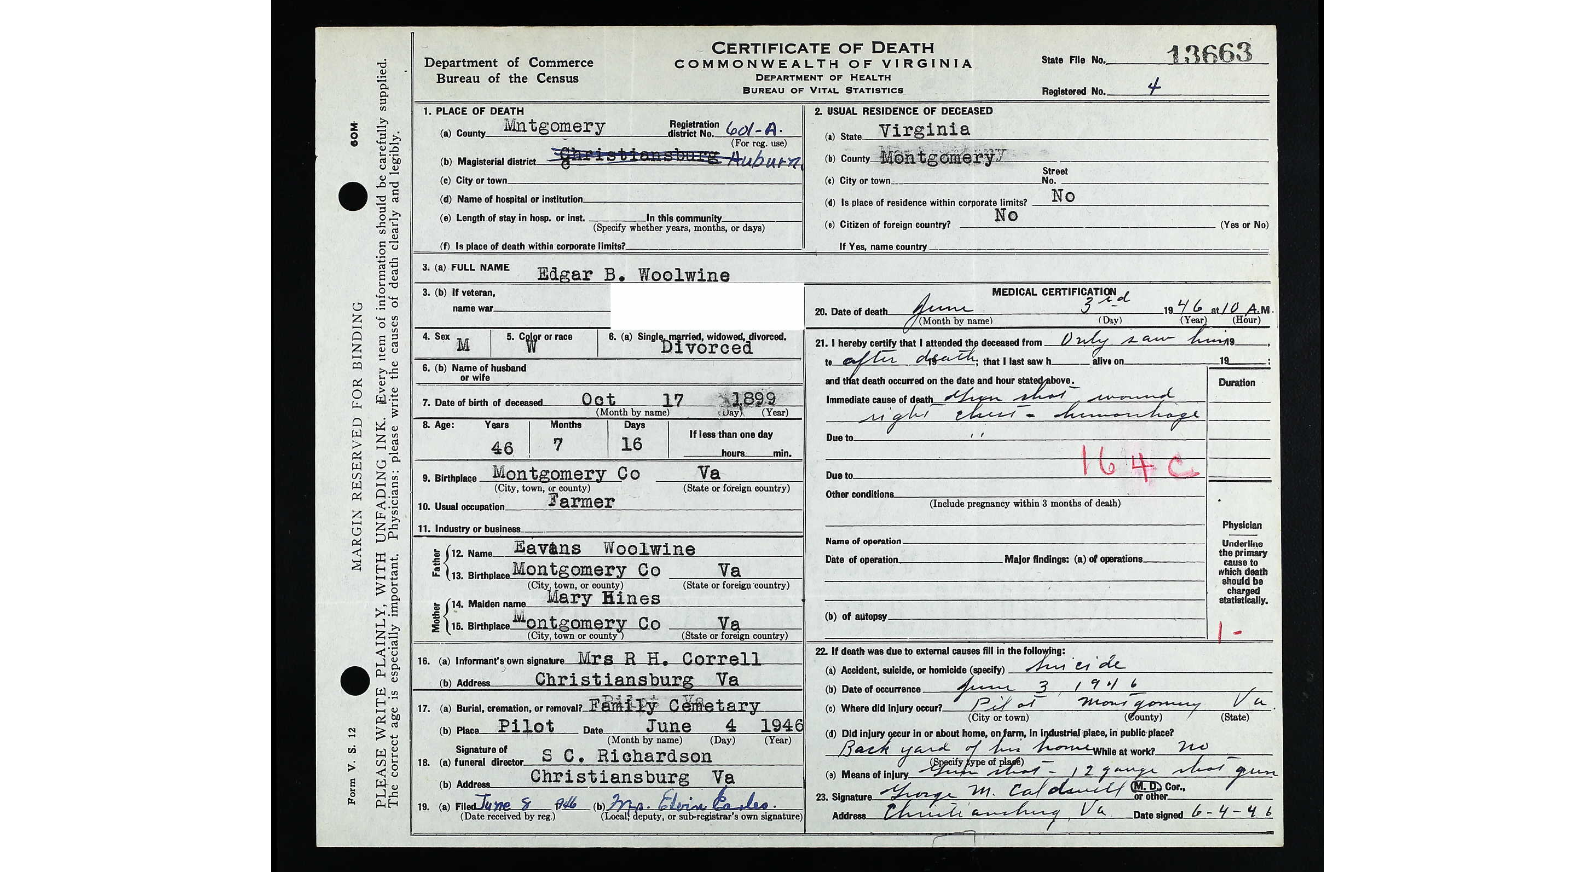 CERTIFICATE OF DEATH
COMMONWEALTH OF VIRGINIA
DEPARTMENT OF HEALTH
BUREAU OF VITAL STATISTICS
Department of Commerce
Bureau of the Census
State File No. 13663
Registered No. 4
MARGIN RESERVED FOR BINDING
PLEASE WRITE PLAINLY, WITH UNFADING INK. Every item of information should be carefully supplied.
The correct age is especially important. Physicians: please write the causes of death clearly and legibly.
60M
Form V. S. 12
1. PLACE OF DEATH
(a) County Mntgomery Registration district No. 601-A.
(For reg. use)
(b) Magisterial district Christiansburg Auburn
(c) City or town
(d) Name of hospital or institution
(e) Length of stay in hosp. or inst. In this community
(Specify whether years, months, or days)
(f) Is place of death within corporate limits?
2. USUAL RESIDENCE OF DECEASED
(a) State Virginia
(b) County Montgomery
(c) City or town Street No.
(d) Is place of residence within corporate limits? No
(e) Citizen of foreign country? No (Yes or No)
If Yes, name country
3. (a) FULL NAME Edgar B. Woolwine
3. (b) If veteran,
name war
4. Sex M 5. Color or race W 6. (a) Single, married, widowed, divorced. Divorced
6. (b) Name of husband
or wife
7. Date of birth of deceased Oct 17 1899
(Month by name) (Day) (Year)
8. Age: Years Months Days If less than one day
46 7 16 hours min.
9. Birthplace Montgomery Co Va
(City, town, or county) (State or foreign country)
10. Usual occupation Farmer
11. Industry or business
Father
12. Name Eavans Woolwine
13. Birthplace Montgomery Co Va
(City, town, or county) (State or foreign country)
Mother
14. Maiden name Mary Hines
15. Birthplace Montgomery Co Va
(City, town or county) (State or foreign country)
16. (a) Informant's own signature Mrs R H. Correll
(b) Address Christiansburg Va
17. (a) Burial, cremation, or removal? Family Cemetary
(b) Place Pilot Date June 4 1946
(Month by name) (Day) (Year)
Signature of
18. (a) funeral director S C. Richardson
(b) Address Christiansburg Va
19. (a) Filed June 8 1946 (b) Mrs. Elvin
(Date received by reg.) (Local, deputy, or sub-registrar's own signature)
MEDICAL CERTIFICATION
20. Date of death June 3rd 1946 at 10 A.M.
(Month by name) (Day) (Year) (Hour)
21. I hereby certify that I attended the deceased from Only saw him 19
to after death, that I last saw h alive on 19 :
and that death occurred on the date and hour stated above. Duration
Immediate cause of death Gun shot wound
right chest - hemorrhage
Due to "
164c
Due to
Other conditions
(Include pregnancy within 3 months of death)
Name of operation
Date of operation Major findings: (a) of operations
(b) of autopsy
Physician
Underline
the primary
cause to
which death
should be
charged
statistically.
1-
22. If death was due to external causes fill in the following:
(a) Accident, suicide, or homicide (specify) Suicide
(b) Date of occurrence June 3, 1946
(c) Where did injury occur? Pilot Montgomery Va
(City or town) (County) (State)
(d) Did injury occur in or about home, on farm, in industrial place, in public place?
Back yard of his home While at work? No
(Specify type of place)
(e) Means of injury Gun shot - 12 gauge shot gun
23. Signature George M. Caldwell (M. D.) Cor., or other
Address Christiansburg, Va Date signed 6-4-46